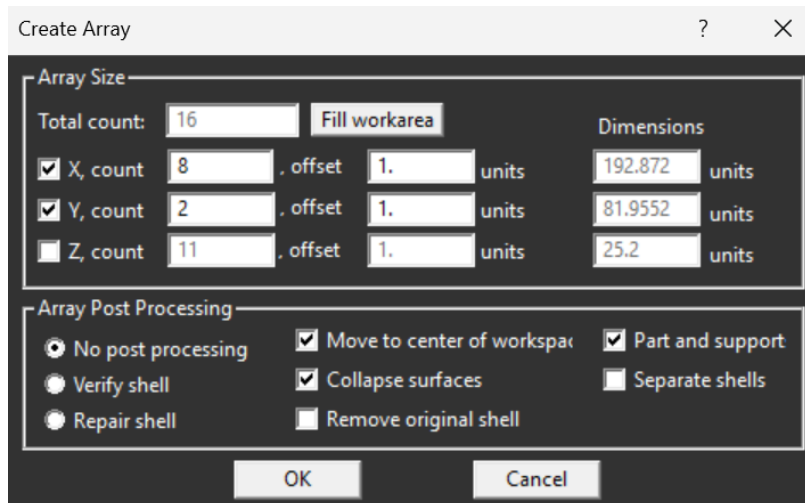 Create Array ?
Array Size
Total count: 16 Fill workarea Dimensions
X, count 8 , offset 1. units 192.872 units
Y, count 2 , offset 1. units 81.9552 units
Z, count 11 , offset 1. units 25.2 units
Array Post Processing
No post processing Move to center of workspac Part and support
Verify shell Collapse surfaces Separate shells
Repair shell Remove original shell
OK Cancel